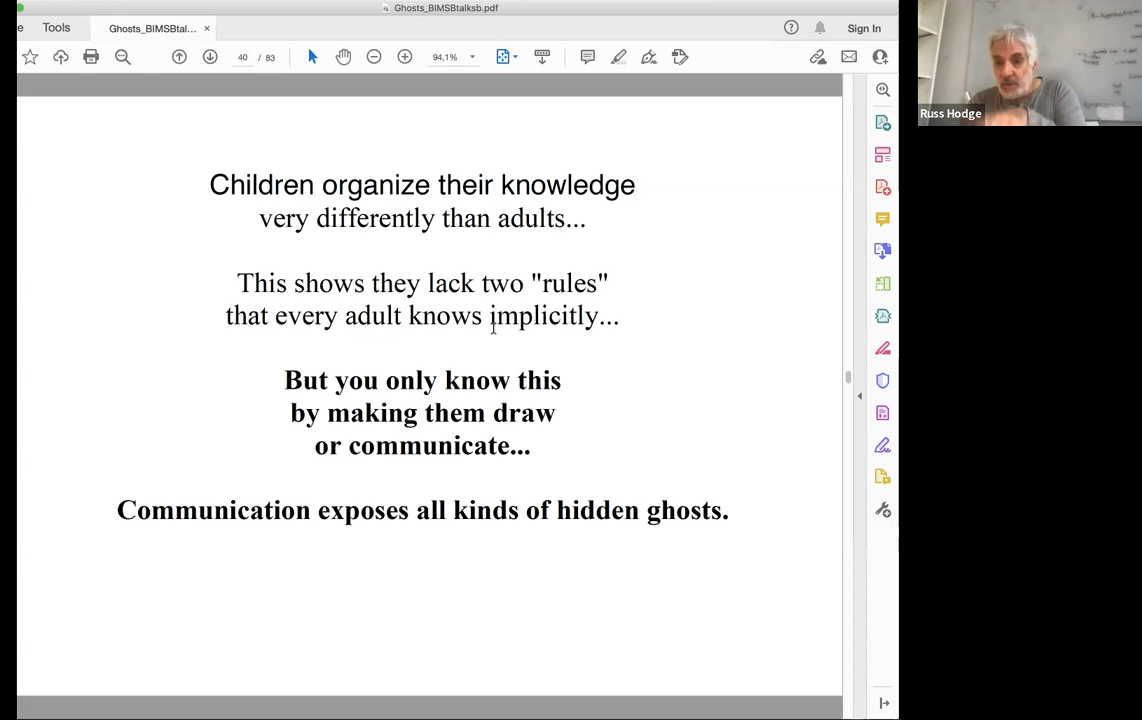 Ghosts_BIMSBtalksb.pdf
e
Tools
Ghosts_BIMSBtal... ×
Sign In
40 / 83
94,1%
Children organize their knowledge
very differently than adults...
This shows they lack two "rules"
that every adult knows implicitly...
But you only know this
by making them draw
or communicate...
Communication exposes all kinds of hidden ghosts.
Russ Hodge